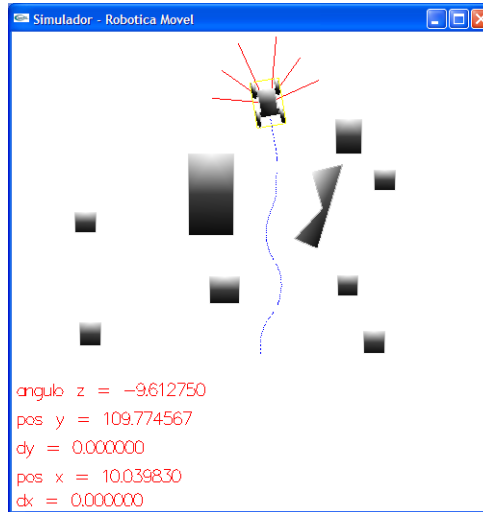 Simulador - Robotica Movel
angulo z = -9.612750
pos y = 109.774567
dy = 0.000000
pos x = 10.039830
dx = 0.000000